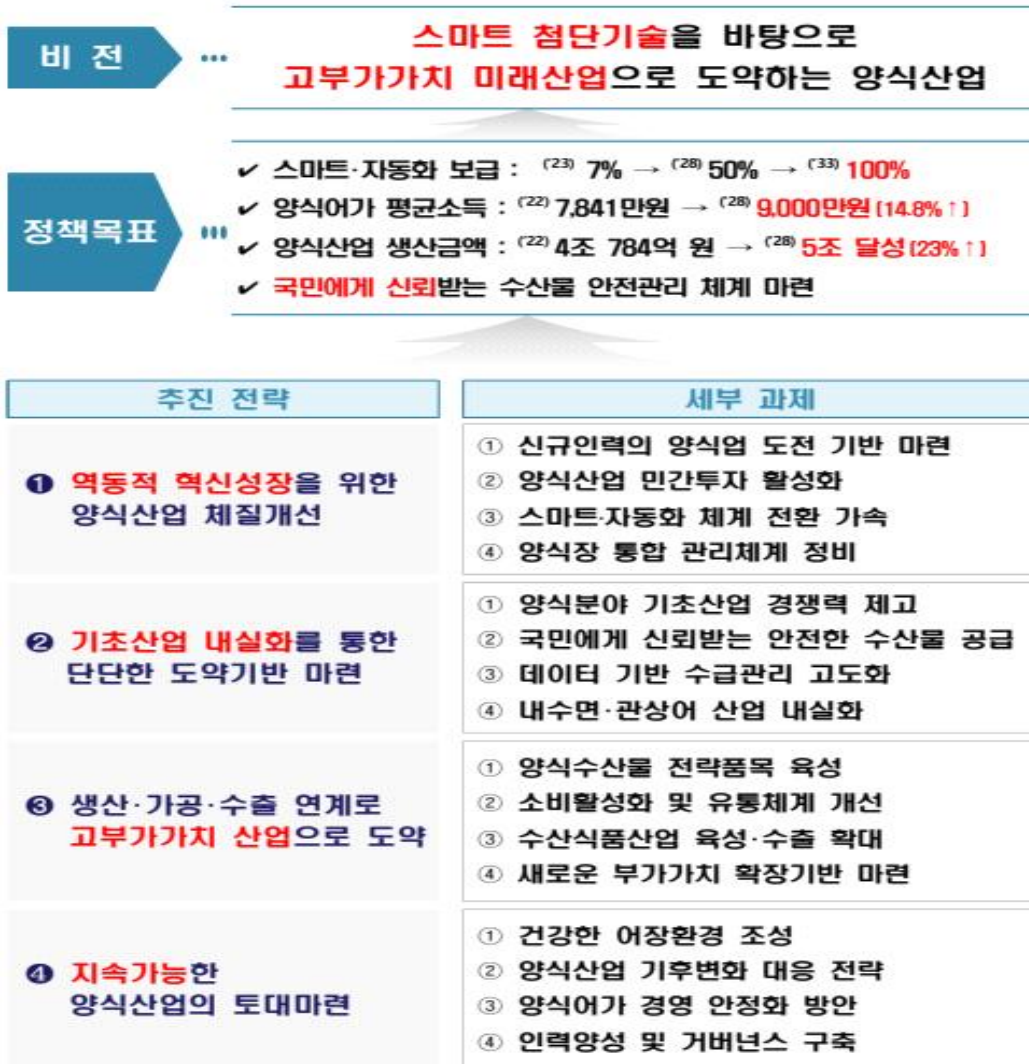 비 전
스마트 첨단기술을 바탕으로
고부가가치 미래산업으로 도약하는 양식산업
정책목표
✔ 스마트·자동화 보급 : ('23) 7% → ('28) 50% → ('33) 100%
✔ 양식어가 평균소득 : ('22) 7,841만원 → ('28) 9,000만원 (14.8%↑)
✔ 양식산업 생산금액 : ('22) 4조 784억 원 → ('28) 5조 달성 (23%↑)
✔ 국민에게 신뢰받는 수산물 안전관리 체계 마련
추진 전략
세부 과제
❶ 역동적 혁신성장을 위한
양식산업 체질개선
① 신규인력의 양식업 도전 기반 마련
② 양식산업 민간투자 활성화
③ 스마트·자동화 체계 전환 가속
④ 양식장 통합 관리체계 정비
❷ 기초산업 내실화를 통한
단단한 도약기반 마련
① 양식분야 기초산업 경쟁력 제고
② 국민에게 신뢰받는 안전한 수산물 공급
③ 데이터 기반 수급관리 고도화
④ 내수면·관상어 산업 내실화
❸ 생산·가공·수출 연계로
고부가가치 산업으로 도약
① 양식수산물 전략품목 육성
② 소비활성화 및 유통체계 개선
③ 수산식품산업 육성·수출 확대
④ 새로운 부가가치 확장기반 마련
❹ 지속가능한
양식산업의 토대마련
① 건강한 어장환경 조성
② 양식산업 기후변화 대응 전략
③ 양식어가 경영 안정화 방안
④ 인력양성 및 거버넌스 구축